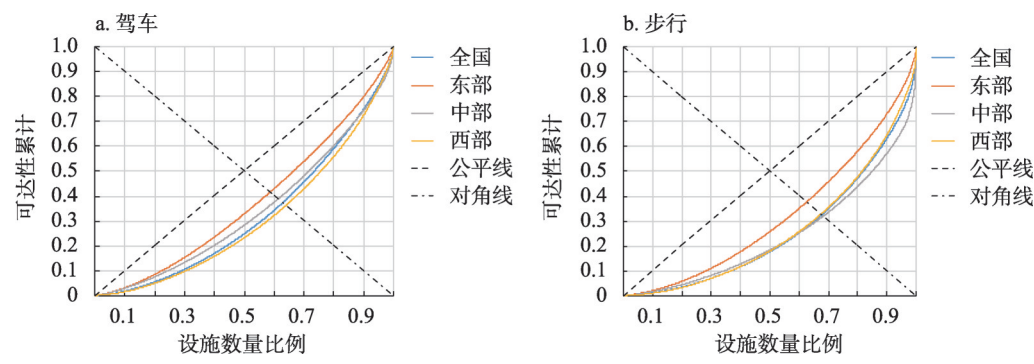 a. 驾车
1.0
0.9
0.8
0.7
0.6
0.5
0.4
0.3
0.2
0.1
0
可达性累计
0.1 0.3 0.5 0.7 0.9
设施数量比例
全国
东部
中部
西部
公平线
对角线
b. 步行
1.0
0.9
0.8
0.7
0.6
0.5
0.4
0.3
0.2
0.1
0
可达性累计
0.1 0.3 0.5 0.7 0.9
设施数量比例
全国
东部
中部
西部
公平线
对角线